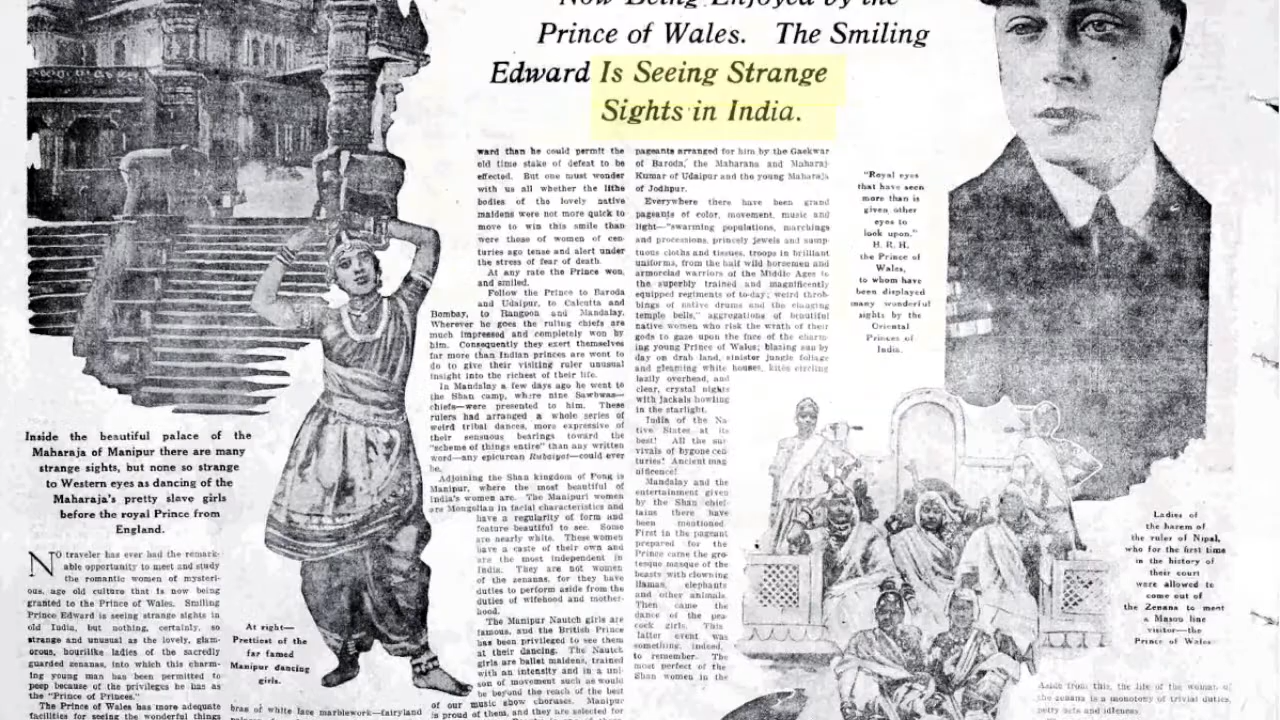 Now Being Enjoyed by the
Prince of Wales. The Smiling
Edward Is Seeing Strange
Sights in India.
Inside the beautiful palace of the
Maharaja of Manipur there are many
strange sights, but none so strange
to Western eyes as dancing of the
Maharaja's pretty slave girls
before the royal Prince from
England.
NO traveler has ever had the remark-
able opportunity to meet and study
the romantic women of mysteri-
ous, age old culture that is now being
granted to the Prince of Wales. Smiling
Prince Edward is seeing strange sights in
old India, but nothing, certainly, so
strange and unusual as the lovely, glam-
orous, hourilike ladies of the sacredly
guarded zenanas, into which this charm-
ing young man has been permitted to
peep because of the privileges he has as
the "Prince of Princes."
The Prince of Wales has more adequate
facilities for seeing the wonderful things
At right—
Prettiest of the
far famed
Manipur dancing
girls.
bras of white lace marblework—fairyland
ward than he could permit the
old time stake of defeat to be
effected. But one must wonder
with us all whether the lithe
bodies of the lovely native
maidens were not more quick to
move to win this smile than
were those of women of cen-
turies ago tense and alert under
the stress of fear of death.
At any rate the Prince won,
and smiled.
Follow the Prince to Baroda
and Udaipur, to Calcutta and
Bombay, to Rangoon and Mandalay.
Wherever he goes the ruling chiefs are
much impressed and completely won by
him. Consequently they exert themselves
far more than Indian princes are wont to
do to give their visiting ruler unusual
insight into the richest of their life.
In Mandalay a few days ago he went to
the Shan camp, where nine Sawbwas—
chiefs—were presented to him. These
rulers had arranged a whole series of
weird tribal dances, more expressive of
their sensuous bearings toward the
"scheme of things entire" than any written
word—any epicurean Rubaiyat—could ever
be.
Adjoining the Shan kingdom of Pong is
Manipur, where the most beautiful of
India's women are. The Manipuri women
are Mongolian in facial characteristics and
have a regularity of form and
feature beautiful to see. Some
are nearly white. These women
have a caste of their own and
are the most independent in
India. They are not women
of the zenanas, for they have
duties to perform aside from the
duties of wifehood and mother-
hood.
The Manipur Nautch girls are
famous, and the British Prince
has been privileged to see them
at their dancing. The Nautch
girls are ballet maidens, trained
with an intensity and in a uni-
son of movement such as would
be beyond the reach of the best
of our music show choruses. Manipur
is proud of them, and they are selected for
pageants arranged for him by the Gaekwar
of Baroda, the Maharana and Maharaj-
Kumar of Udaipur and the young Maharaja
of Jodhpur.
Everywhere there have been grand
pageants of color, movement, music and
light—"swarming populations, marchings
and processions, princely jewels and sump-
tuous cloths and tissues, troops in brilliant
uniforms, from the half wild horsemen and
armorclad warriors of the Middle Ages to
the superbly trained and magnificently
equipped regiments of to-day; weird throb-
bings of native drums and the clanging
temple bells," aggregations of beautiful
native women who risk the wrath of their
gods to gaze upon the face of the charm-
ing young Prince of Wales; blazing sun by
day on drab land, sinister jungle foliage
and gleaming white houses, kites circling
lazily overhead, and
clear, crystal nights
with jackals howling
in the starlight.
India of the Na-
tive States at its
best! All the sur-
vivals of bygone cen-
turies! Ancient mag-
nificence!
Mandalay and the
entertainment given
by the Shan chief-
tains there have
been mentioned.
First in the pageant
prepared for the
Prince came the gro-
tesque masque of the
beasts with clowning
llamas, elephants
and other animals.
Then came the
dance of the pea-
cock girls. This
latter event was
something, indeed,
to remember. The
most perfect of the
Shan women in the
"Royal eyes
that have seen
more than is
given other
eyes to
look upon."
H. R. H.
the Prince of
Wales,
to whom have
been displayed
many wonderful
sights by the
Oriental
Princes of
India.
Ladies of
the harem of
the ruler of Nipal,
who for the first time
in the history of
their court
were allowed to
come out of
the Zenana to meet
a Masculine
visitor—the
Prince of Wales
Aside from this, the life of the woman of
the zenana is a monotony of trivial duties,
petty acts and idleness.